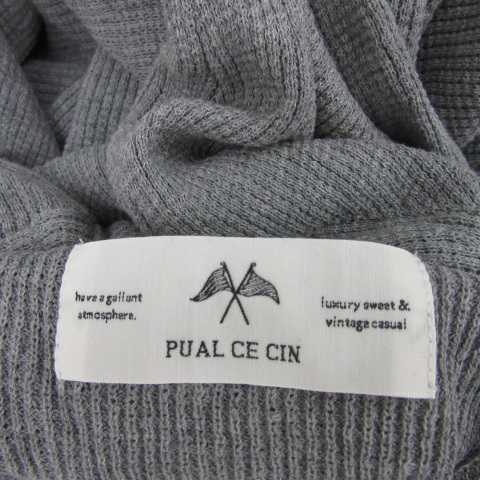 have a gallant
atmosphere.
luxury sweet &
vintage casual
PUAL CE CIN